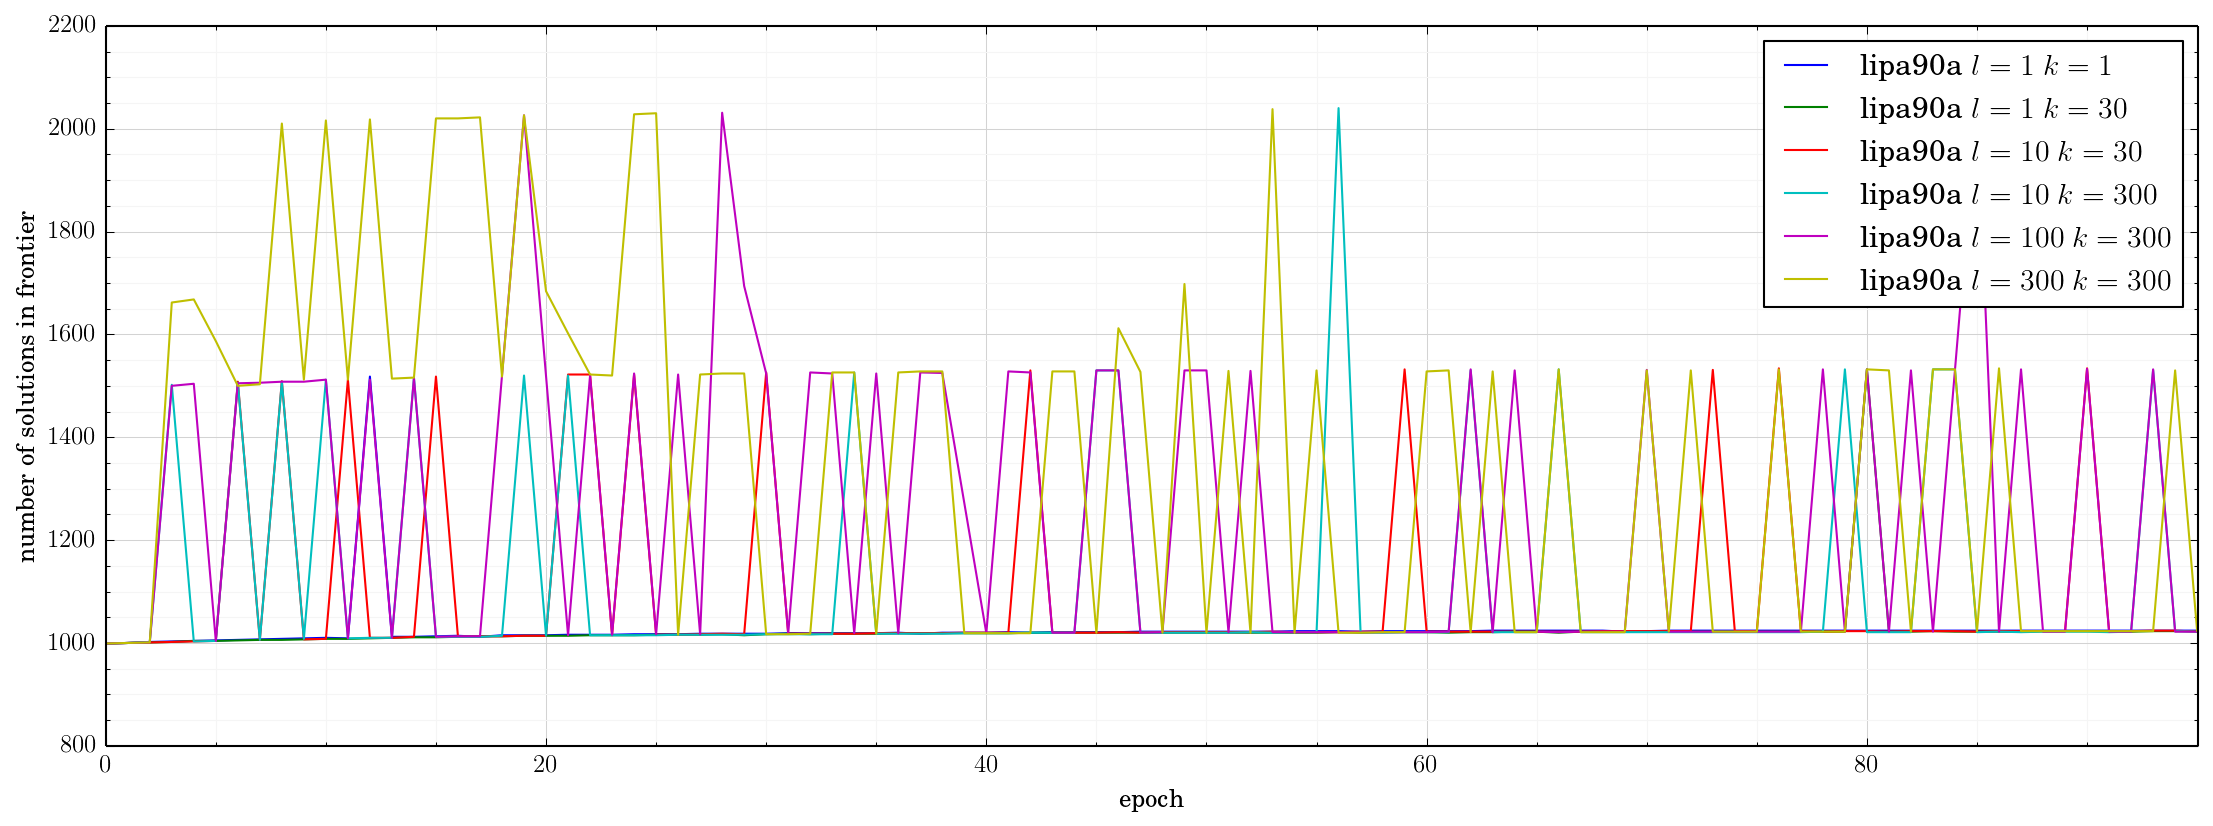 2200
2000
1800
1600
1400
1200
1000
800
number of solutions in frontier
0 20 40 60 80
epoch
lipa90a l = 1 k = 1
lipa90a l = 1 k = 30
lipa90a l = 10 k = 30
lipa90a l = 10 k = 300
lipa90a l = 100 k = 300
lipa90a l = 300 k = 300